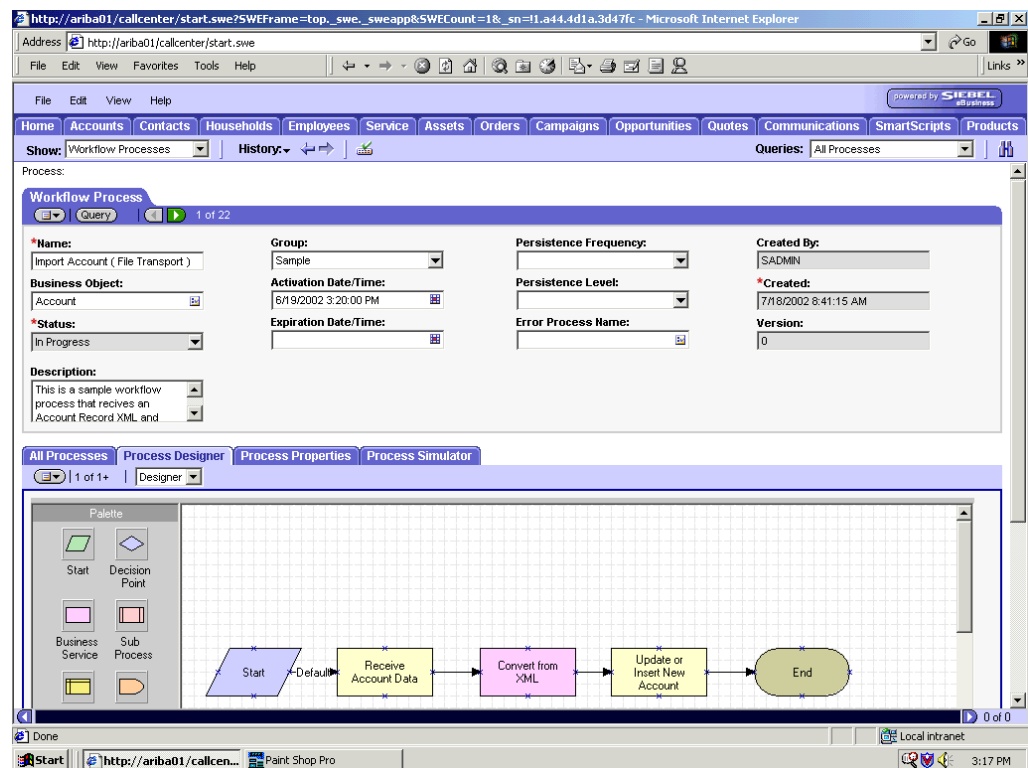 http://ariba01/callcenter/start.swe?SWEFrame=top._swe._sweapp&SWECount=1&_sn=!1.a44.4d1a.3d47fc - Microsoft Internet Explorer
Address http://ariba01/callcenter/start.swe Go
File Edit View Favorites Tools Help Links »
File Edit View Help powered by SIEBEL eBusiness
Home Accounts Contacts Households Employees Service Assets Orders Campaigns Opportunities Quotes Communications SmartScripts Products
Show: Workflow Processes History: Queries: All Processes
Process:
Workflow Process
Query 1 of 22
*Name: Group: Persistence Frequency: Created By:
Import Account ( File Transport ) Sample SADMIN
Business Object: Activation Date/Time: Persistence Level: *Created:
Account 6/19/2002 3:20:00 PM 7/18/2002 8:41:15 AM
*Status: Expiration Date/Time: Error Process Name: Version:
In Progress 0
Description:
This is a sample workflow
process that recives an
Account Record XML and
All Processes Process Designer Process Properties Process Simulator
1 of 1+ Designer
Palette
Start Decision
Point
Business Sub
Service Process
Start Default Receive
Account Data
Convert from
XML
Update or
Insert New
Account
End
0 of 0
Done Local intranet
Start http://ariba01/callcen... Paint Shop Pro 3:17 PM